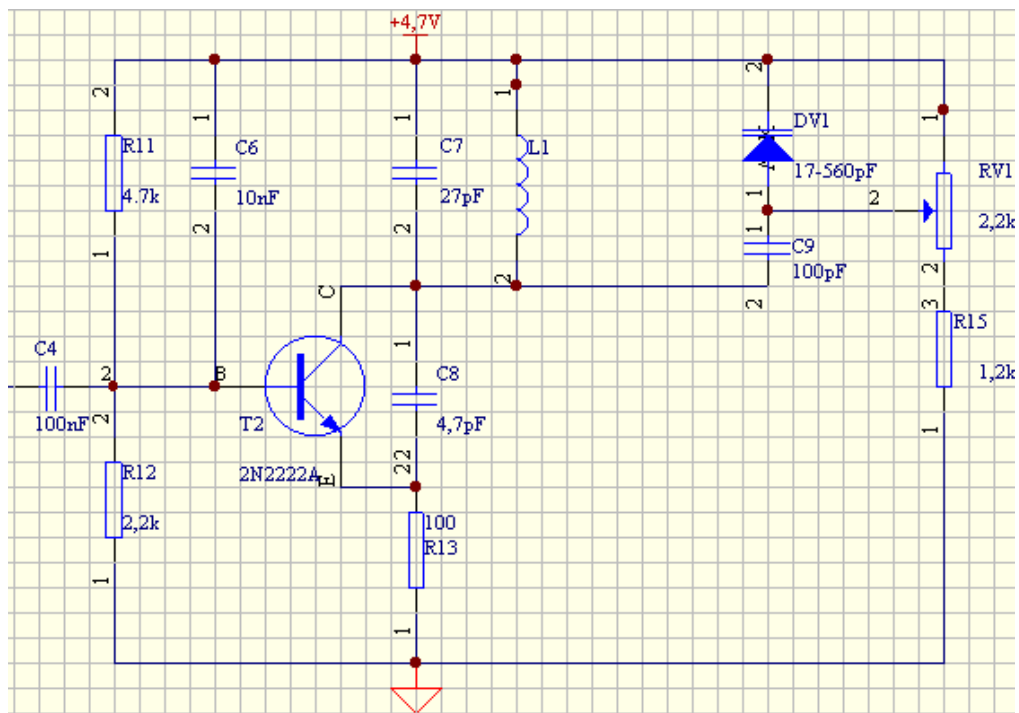 +4,7V
2
1
1
1
2
1
R11
4.7k
C6
10nF
C7
27pF
L1
DV1
A
K
17-560pF
RV1
2,2k
1
2
2
1
2
1
C9
100pF
2
2
2
3
C
C4
100nF
2
B
1
C8
4,7pF
R15
1,2k
T2
2
R12
2,2k
2N2222A
E
22
100
R13
1
1
1